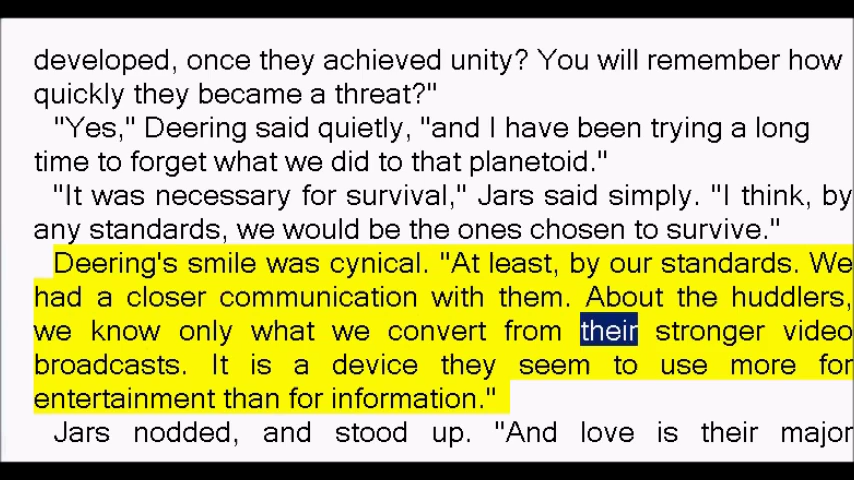 developed, once they achieved unity? You will remember how
quickly they became a threat?"
"Yes," Deering said quietly, "and I have been trying a long
time to forget what we did to that planetoid."
"It was necessary for survival," Jars said simply. "I think, by
any standards, we would be the ones chosen to survive."
Deering's smile was cynical. "At least, by our standards. We
had a closer communication with them. About the huddlers,
we know only what we convert from their stronger video
broadcasts. It is a device they seem to use more for
entertainment than for information."
Jars nodded, and stood up. "And love is their major